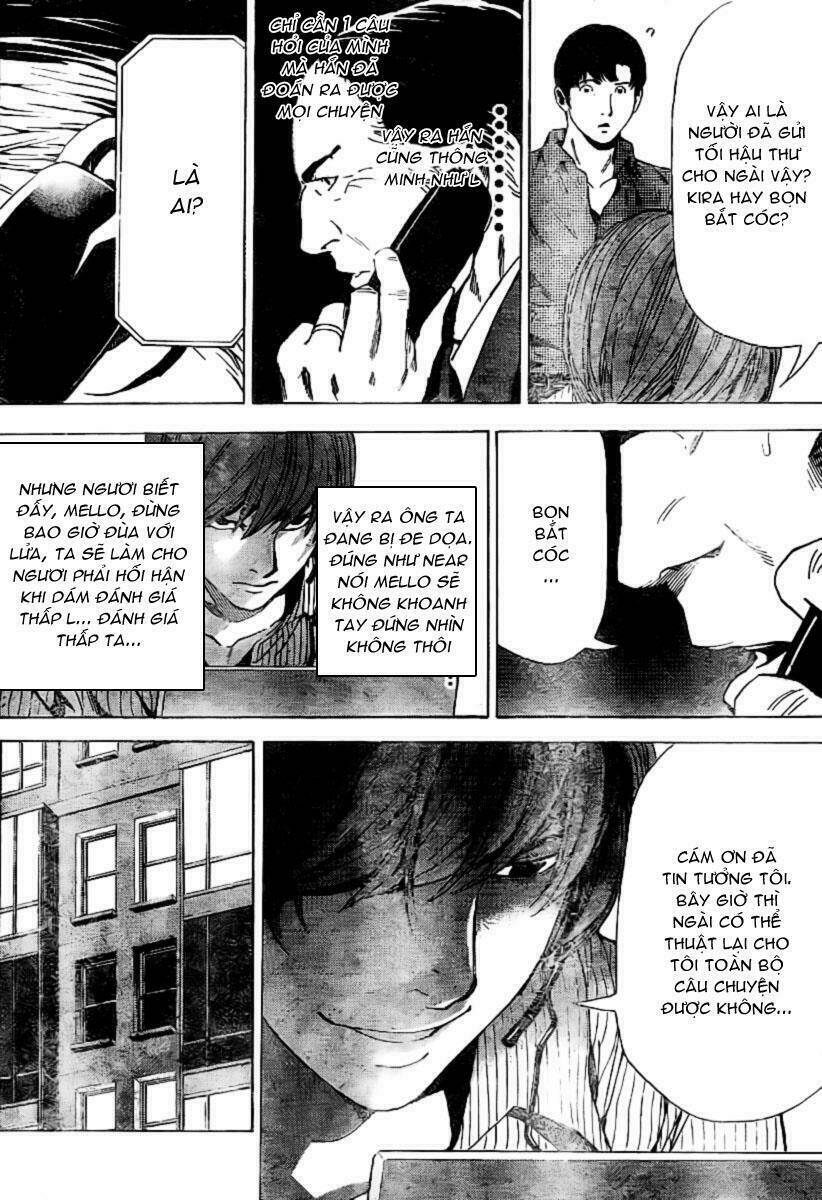 VẬY AI LÀ
NGƯỜI ĐÃ GỬI
TỐI HẬU THƯ
CHO NGÀI VẬY?
KIRA HAY BỌN
BẮT CÓC?
?
CHỈ CẦN 1 CÂU
HỎI CỦA MÌNH
MÀ HẮN ĐÃ
ĐOÁN RA ĐƯỢC
MỌI CHUYỆN
VẬY RA HẮN
CŨNG THÔNG
MINH NHƯ L
LÀ
AI?
BỌN
BẮT
CÓC
...
VẬY RA ÔNG TA
ĐANG BỊ ĐE DỌA.
ĐÚNG NHƯ NEAR
NÓI MELLO SẼ
KHÔNG KHOANH
TAY ĐỨNG NHÌN
KHÔNG THÔI
NHƯNG NGƯƠI BIẾT
ĐẤY, MELLO, ĐỪNG
BAO GIỜ ĐÙA VỚI
LỬA, TA SẼ LÀM CHO
NGƯƠI PHẢI HỐI HẬN
KHI DÁM ĐÁNH GIÁ
THẤP L... ĐÁNH GIÁ
THẤP TA...
CÁM ƠN ĐÃ
TIN TƯỞNG TÔI.
BÂY GIỜ THÌ
NGÀI CÓ THỂ
THUẬT LẠI CHO
TÔI TOÀN BỘ
CÂU CHUYỆN
ĐƯỢC KHÔNG...